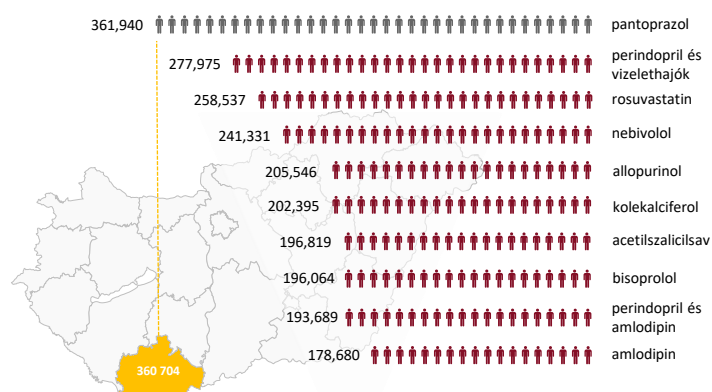 361,940 pantoprazol
277,975 perindopril és
vizelethajók
258,537 rosuvastatin
241,331 nebivolol
205,546 allopurinol
202,395 kolekalciferol
196,819 acetilszalicilsav
196,064 bisoprolol
193,689 perindopril és
amlodipin
178,680 amlodipin
360 704